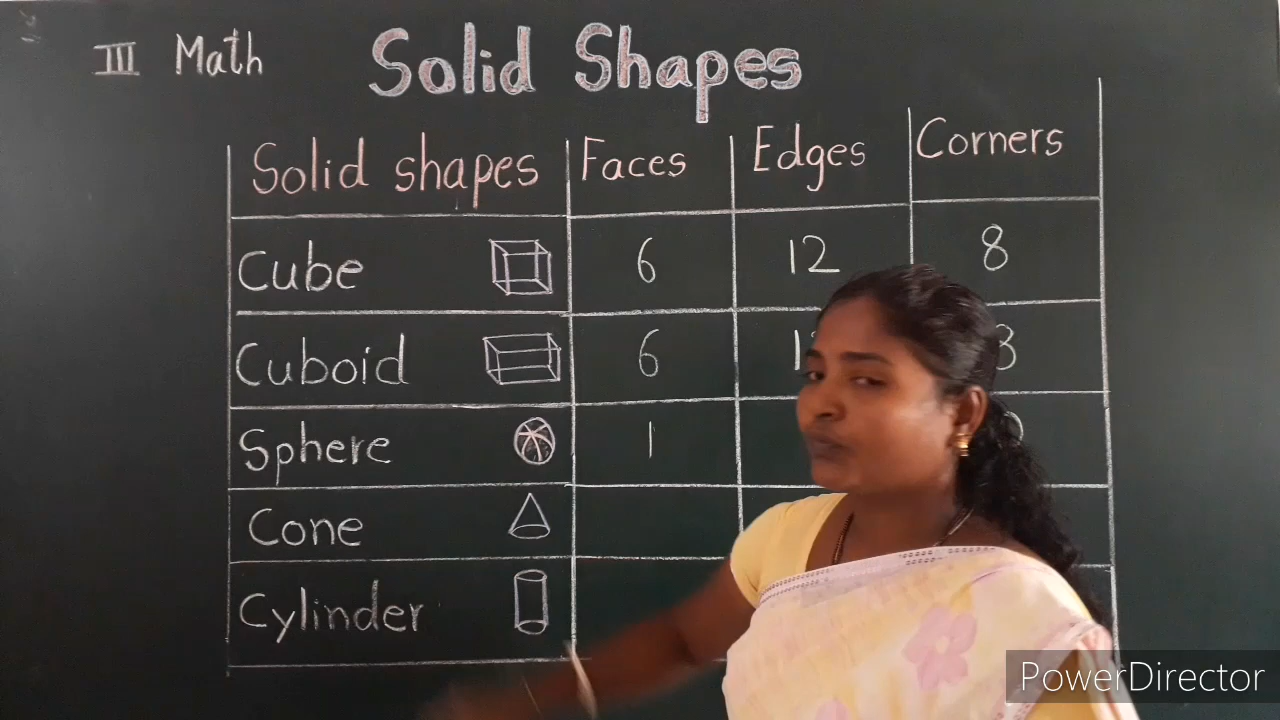 III Math Solid Shapes
Solid shapes Faces Edges Corners
Cube 6 12 8
Cuboid 6
Sphere 1
Cone
Cylinder
PowerDirector